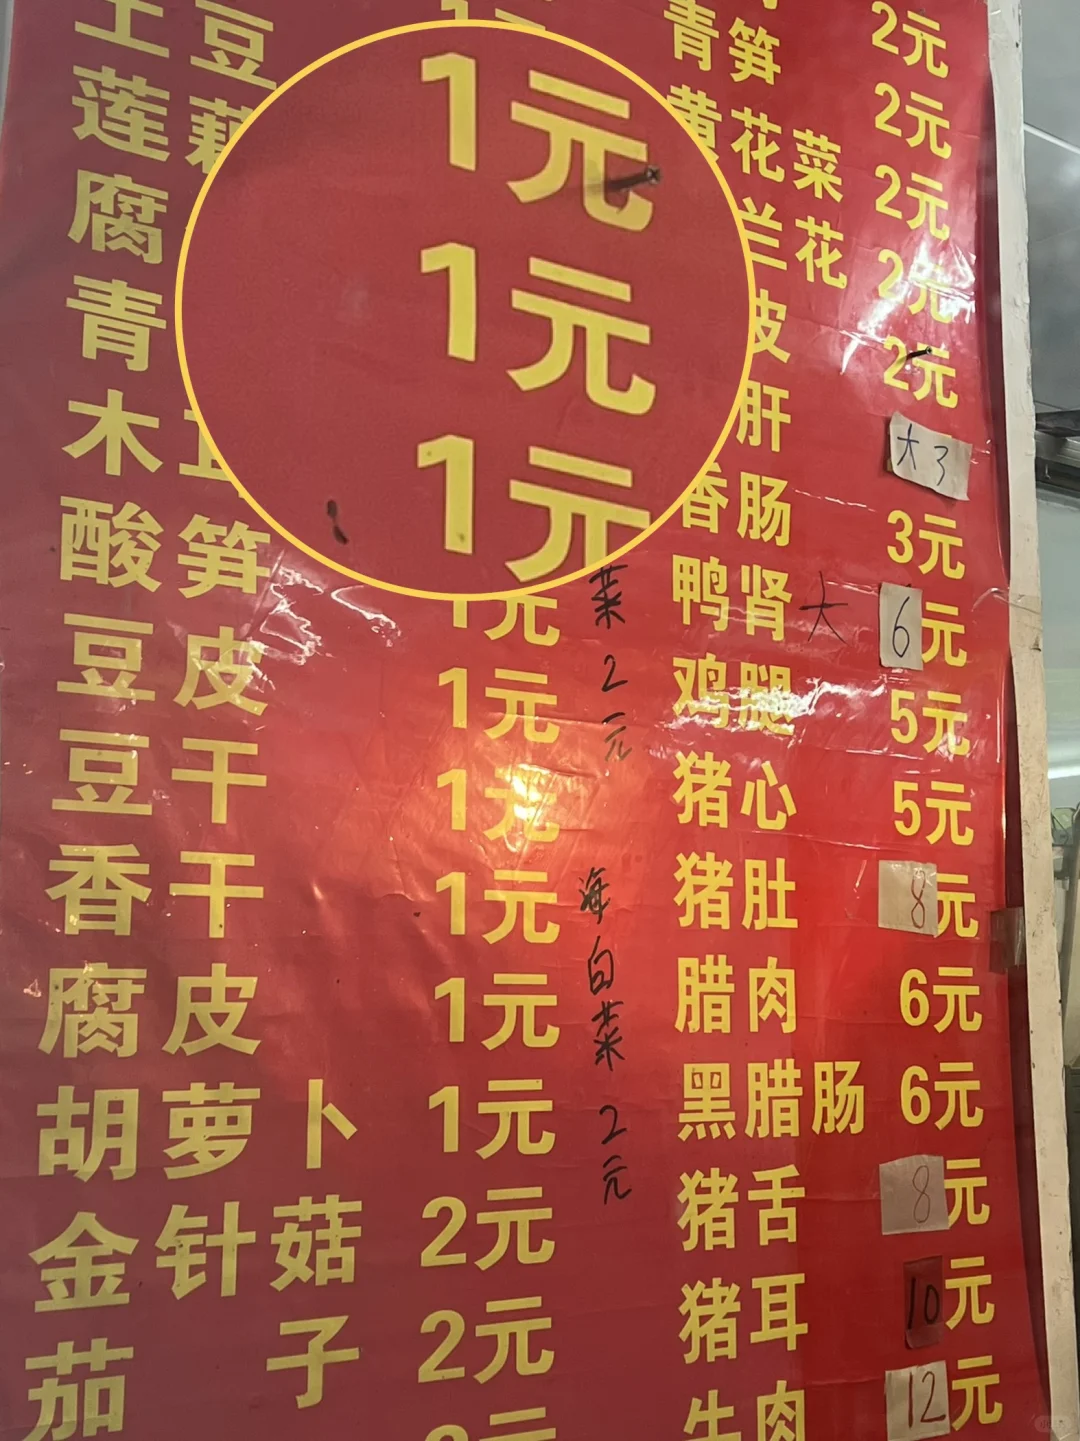 土豆
莲藕
腐
青
木耳
酸笋 1元
豆皮 1元
豆干 1元
香干 1元
腐皮 1元
胡萝卜 1元
金针菇 2元
茄子 2元
1元
1元
1元
菜2元
海白菜2元
青笋 2元
黄花菜 2元
兰花 2元
皮 2元
肝 2元
香肠 大3
鸭肾 3元
鸡腿 大6元
猪心 5元
猪肚 5元
腊肉 8元
黑腊肠 6元
猪舌 6元
猪耳 8元
牛肉 10元
12元